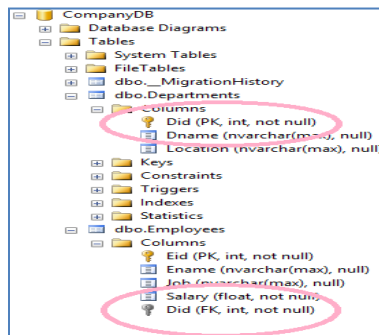 CompanyDB
Database Diagrams
Tables
System Tables
FileTables
dbo.__MigrationHistory
dbo.Departments
Columns
Did (PK, int, not null)
Dname (nvarchar(max), null)
Location (nvarchar(max), null)
Keys
Constraints
Triggers
Indexes
Statistics
dbo.Employees
Columns
Eid (PK, int, not null)
Ename (nvarchar(max), null)
Job (nvarchar(max), null)
Salary (float, not null)
Did (FK, int, not null)